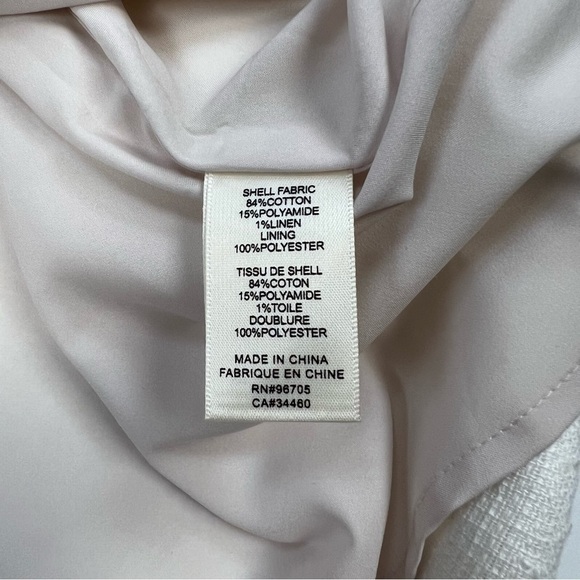 SHELL FABRIC
84%COTTON
15%POLYAMIDE
1%LINEN
LINING
100%POLYESTER
TISSU DE SHELL
84%COTON
15%POLYAMIDE
1%TOILE
DOUBLURE
100%POLYESTER
MADE IN CHINA
FABRIQUE EN CHINE
RN#96705
CA#34460